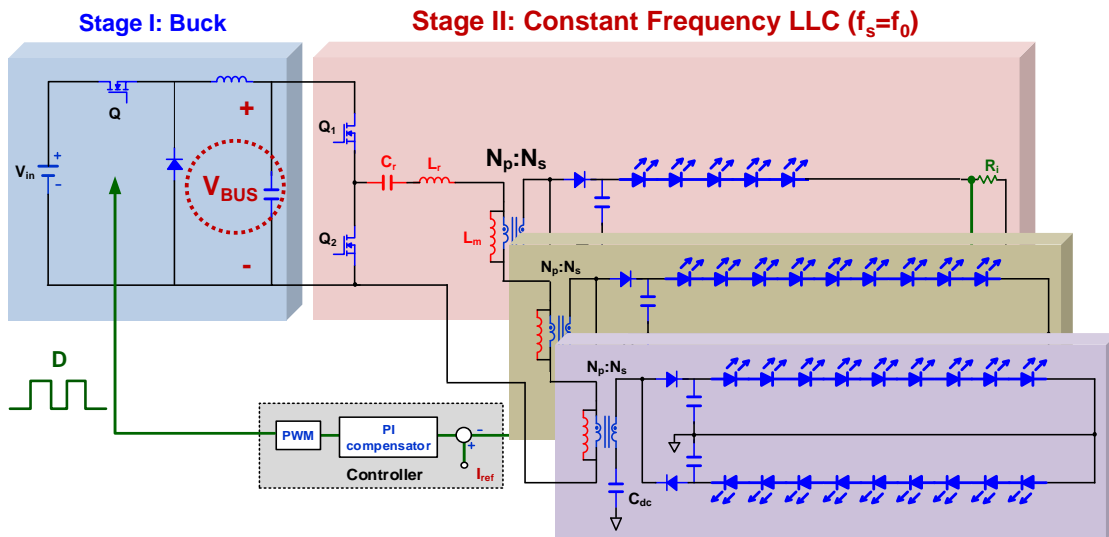 Stage I: Buck
Stage II: Constant Frequency LLC (fs=f0)
Q
+
Vin
+
-
VBUS
-
Q1
Q2
Cr
Lr
Lm
Np:Ns
Ri
Np:Ns
Np:Ns
Cdc
D
PWM
PI
compensator
-
+
Iref
Controller